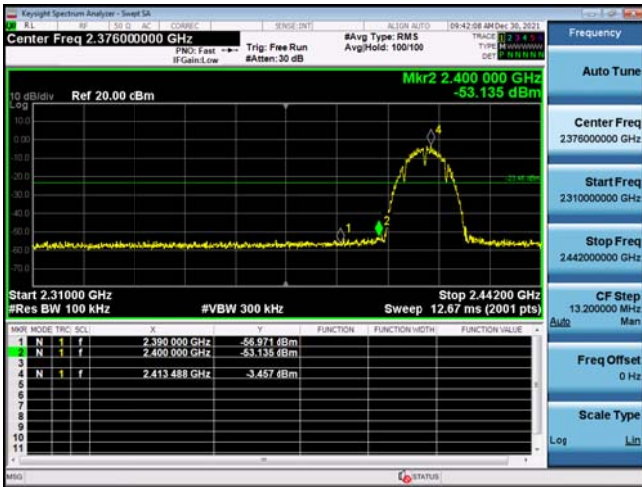 Keysight Spectrum Analyzer - Swept SA
RL RF 50 Ω AC CORREC SENSE:INT ALIGN AUTO 09:42:08 AM Dec 30, 2021
Center Freq 2.376000000 GHz
PNO: Fast
IFGain:Low
Trig: Free Run
#Atten: 30 dB
#Avg Type: RMS
Avg|Hold: 100/100
TRACE 1 2 3 4 5 6
TYPE M
DET P N N N N N
Mkr2 2.400 000 GHz
-53.135 dBm
10 dB/div Ref 20.00 dBm
Log
10.0
0.00
-10.0
-20.0
-30.0
-40.0
-50.0
-60.0
-70.0
4
1
2
Start 2.31000 GHz
Stop 2.44200 GHz
#Res BW 100 kHz
#VBW 300 kHz
Sweep 12.67 ms (2001 pts)
MKR MODE TRC SCL X Y FUNCTION FUNCTION WIDTH FUNCTION VALUE
1 N 1 f 2.390 000 GHz -56.971 dBm
2 N 1 f 2.400 000 GHz -53.135 dBm
3
4 N 1 f 2.413 488 GHz -3.457 dBm
5
6
7
8
9
10
11
MSG
STATUS
Frequency
Auto Tune
Center Freq
2.376000000 GHz
Start Freq
2.310000000 GHz
Stop Freq
2.442000000 GHz
CF Step
13.200000 MHz
Auto Man
Freq Offset
0 Hz
Scale Type
Log Lin